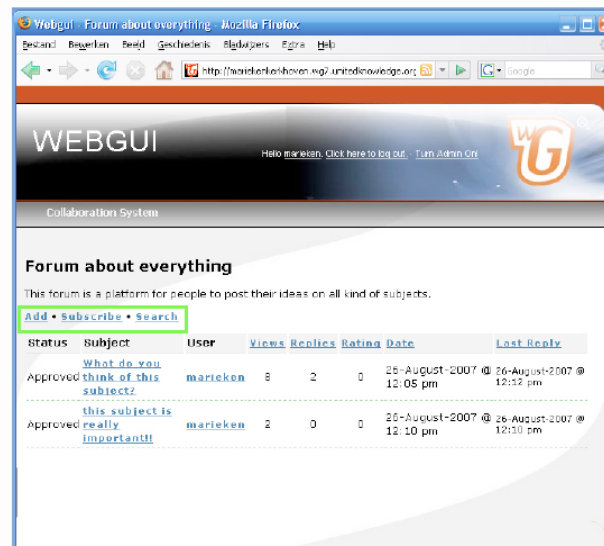 Webgui - Forum about everything - Mozilla Firefox
Bestand Bewerken Beeld Geschiedenis Bladwijzers Extra Help
http://mariekenkerkhoven.wg7.unitedknowledge.org
G Google
WEBGUI
Hello marieken. Click here to log out. · Turn Admin On!
WG
Collaboration System
Forum about everything
This forum is a platform for people to post their ideas on all kind of subjects.
Add • Subscribe • Search
Status Subject User Views Replies Rating Date Last Reply
What do you
Approved think of this marieken 8 2 0 26-August-2007 @ 26-August-2007 @
subject? 12:05 pm 12:12 pm
this subject is
Approved really marieken 2 0 0 26-August-2007 @ 26-August-2007 @
important!! 12:10 pm 12:10 pm